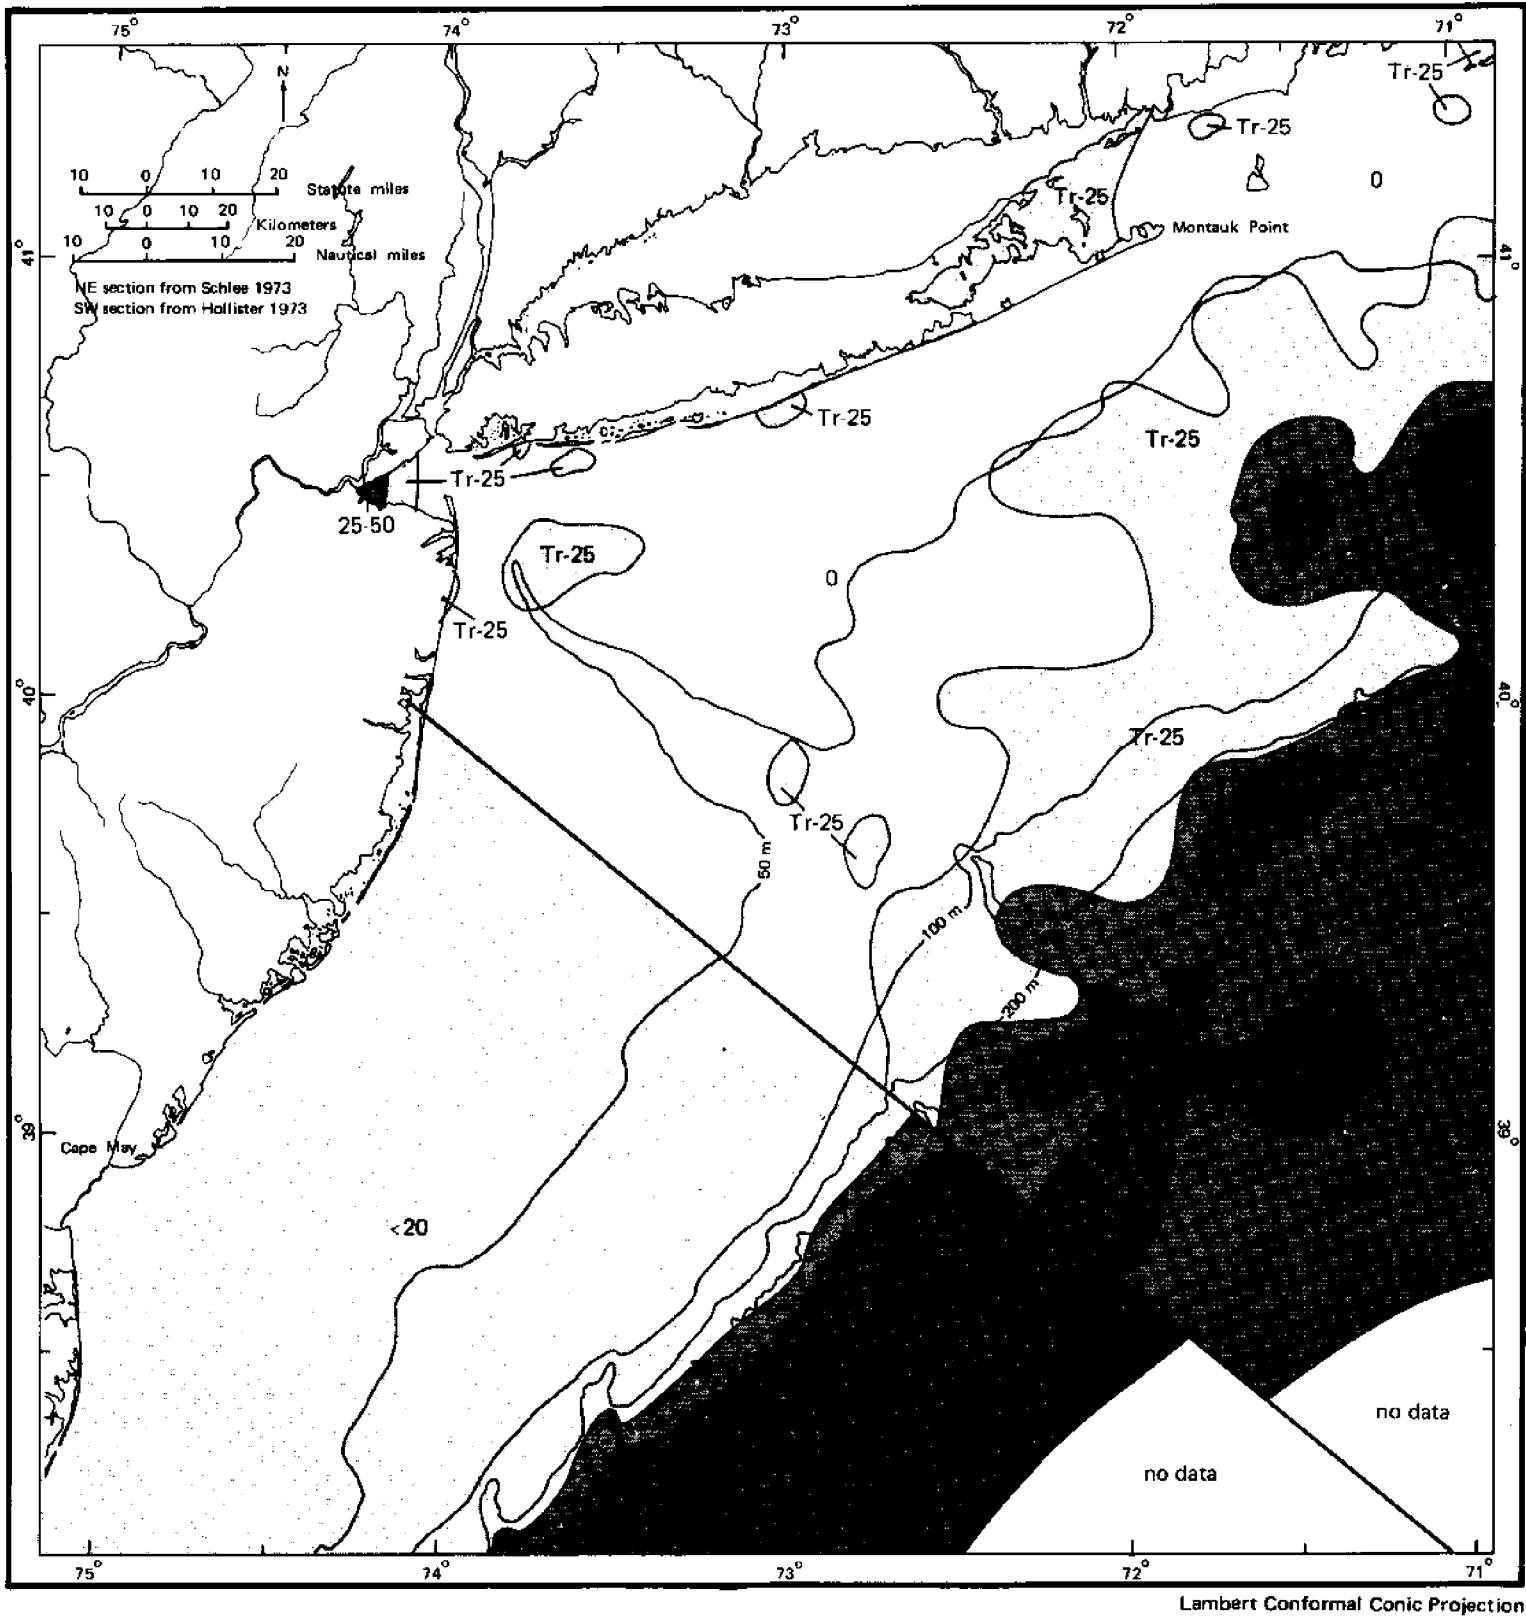 75° 74° 73° 72° 71°
Tr-25
Tr-25
N
0
10 0 10 20
Statute miles
Tr-25
10 0 10 20
Kilometers
Montauk Point
10 0 10 20
Nautical miles
41° 41°
NE section from Schlee 1973
SW section from Hollister 1973
Tr-25
Tr-25
Tr-25
25-50
Tr-25
0
Tr-25
40° 40°
Tr-25
Tr-25
50 m
100 m
200 m
39° 39°
Cape May
<20
no data
no data
75° 74° 73° 72° 71°
Lambert Conformal Conic Projection